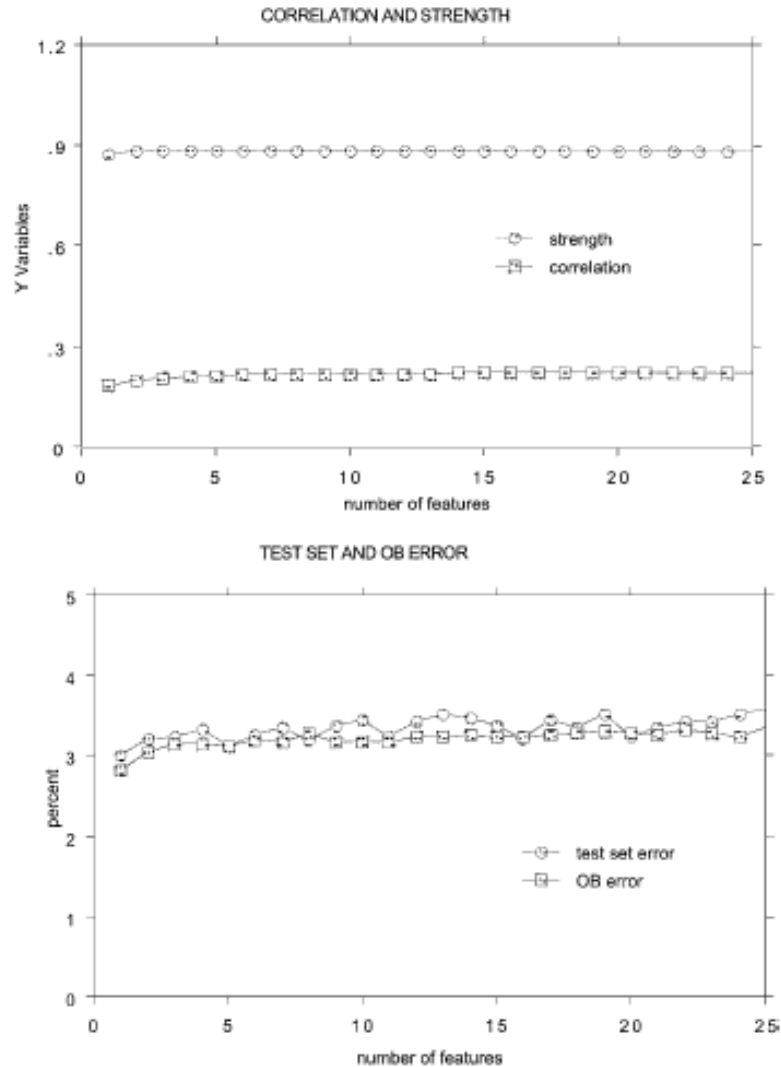 CORRELATION AND STRENGTH
1.2
.9
.6
.3
0
Y Variables
strength
correlation
0 5 10 15 20 25
number of features
TEST SET AND OB ERROR
5
4
3
2
1
0
percent
test set error
OB error
0 5 10 15 20 25
number of features